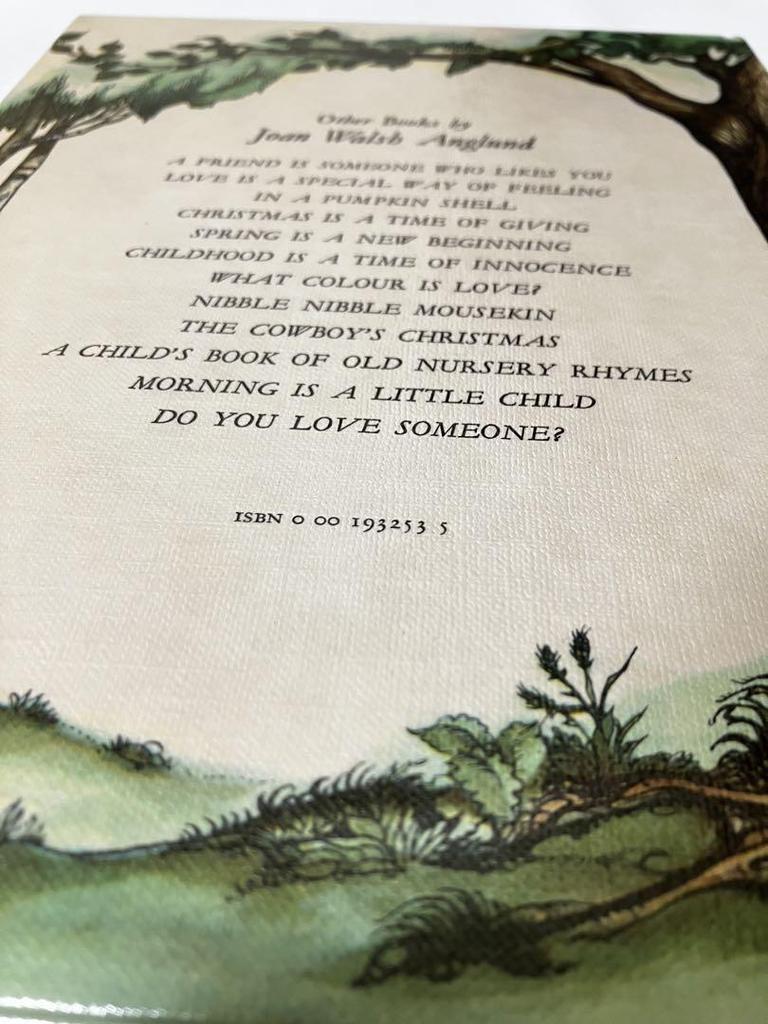 Other Books by
Joan Walsh Anglund
A FRIEND IS SOMEONE WHO LIKES YOU
LOVE IS A SPECIAL WAY OF FEELING
IN A PUMPKIN SHELL
CHRISTMAS IS A TIME OF GIVING
SPRING IS A NEW BEGINNING
CHILDHOOD IS A TIME OF INNOCENCE
WHAT COLOUR IS LOVE?
NIBBLE NIBBLE MOUSEKIN
THE COWBOY'S CHRISTMAS
A CHILD'S BOOK OF OLD NURSERY RHYMES
MORNING IS A LITTLE CHILD
DO YOU LOVE SOMEONE?
ISBN 0 00 193253 5